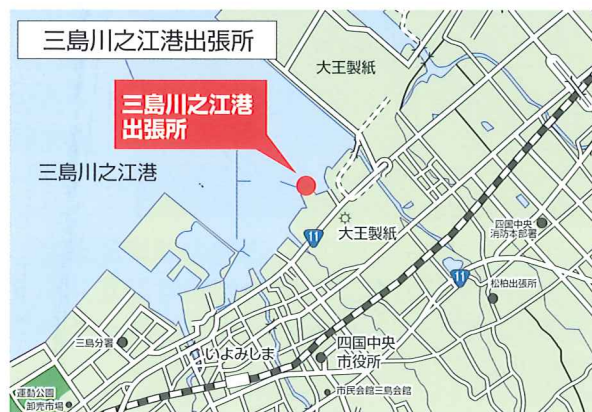 三島川之江港出張所
大王製紙
三島川之江港
出張所
三島川之江港
11
大王製紙
四国中央
消防本部署
11
松柏出張所
三島分署
いよみしま
四国中央
市役所
運動公園
卸売市場
市民会館三島会館